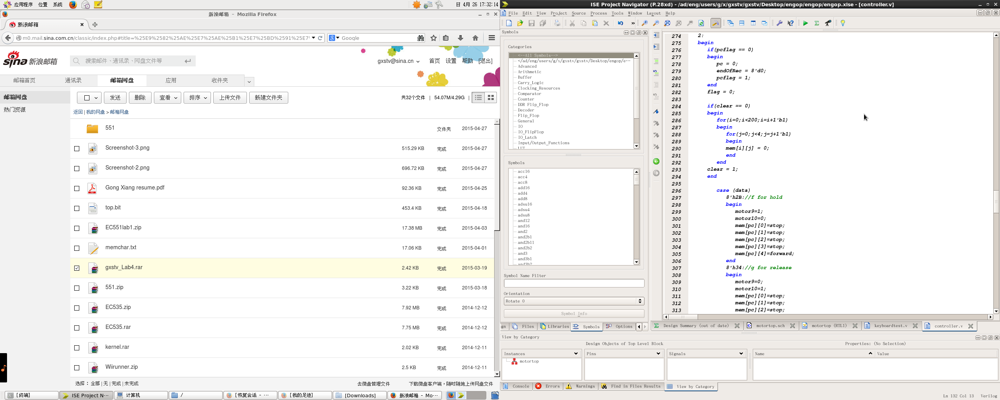 应用程序 位置 系统
日 4月 26 17:32:14
新浪邮箱 - Mozilla Firefox
新浪邮箱
m0.mail.sina.com.cn/classic/index.php#title=%25E9%2582%25AE%25E7%25AE%25B1%25E7%25BD%2591%25E7%
Google
sina 新浪邮箱
搜索邮件、通讯录、网盘文件等
gxstv@sina.cn 首页 设置 帮助 [退出]
邮箱首页 通讯录 邮箱网盘 应用 收件夹
邮箱网盘
热门资源
发送 删除 查看 排序 上传文件 新建文件夹
共32个文件 | 54.07M/4.29G |
返回 | 我的网盘 > 邮箱网盘
551 文件夹 2015-04-27
Screenshot-3.png 515.29 KB 完成 2015-04-27
Screenshot-2.png 696.72 KB 完成 2015-04-27
Gong Xiang resume.pdf 92.36 KB 完成 2015-04-25
top.bit 453.4 KB 完成 2015-04-18
EC551lab1.zip 17.38 MB 完成 2015-04-03
memchar.txt 17.06 KB 完成 2015-04-01
gxstv_Lab4.rar 2.42 KB 完成 2015-03-19
551.zip 3.22 KB 完成 2015-03-18
EC535.zip 7.92 MB 完成 2014-12-12
EC535.rar 7.75 MB 完成 2014-12-12
kernel.rar 2.02 KB 完成 2014-12-11
Wiirunner.zip 2.5 KB 完成 2014-12-11
选择： 全部 | 无 | 完成 | 未完成
去微盘管理文件 下载微盘客户端，随时随地上传网盘文件
ISE Project Navigator (P.28xd) - /ad/eng/users/g/x/gxstv/gxstv/Desktop/engop/engop/engop.xise - [controller.v]
File Edit View Project Source Process Tools Window Layout Help
Symbols
Categories
<--All Symbols-->
</ad/eng/users/g/x/gxstv/gxstv/Desktop/engop/e···
Advanced
Arithmetic
Buffer
Carry_Logic
Clocking_Resources
Comparator
Counter
DDR Flip_Flop
Decoder
Flip_Flop
General
IO
IO_FlipFlop
IO_Latch
Input/Output_Functions
LUT
Symbols
acc16
acc4
acc8
add16
add4
add8
adsu16
adsu4
adsu8
and12
and16
and2
and2b1
and2b11
and2b2
and3
and3b1
and3b2
Symbol Name Filter
Orientation
Rotate 0
Symbol Info
gn Files Libraries Symbols Options
274 2:
275 begin
276 if(pcflag == 0)
277 begin
278 pc = 0;
279 endOfRec = 8'd0;
280 pcflag = 1;
281 end
282 flag = 0;
283
284 if(clear == 0)
285 begin
286 for(i=0;i<200;i=i+1'b1)
287 begin
288 for(j=0;j<4;j=j+1'b1)
289 begin
290 mem[i][j] = 0;
291 end
292 end
293 clear = 1;
294 end
295
296 case (data)
297 8'h2B://f for hold
298 begin
299 motor9=1;
300 motor10=0;
301 mem[pc][0]=stop;
302 mem[pc][1]=stop;
303 mem[pc][2]=stop;
304 mem[pc][3]=stop;
305 mem[pc][4]=forward;
306 end
307 8'h34://g for release
308 begin
309 motor9=0;
310 motor10=1;
311 mem[pc][0]=stop;
312 mem[pc][1]=stop;
313 mem[pc][2]=stop;
Design Summary (out of date) motortop.sch motortop (RTL1) keyboardtest.v controller.v
View by Category
Design Objects of Top Level Block
Properties: (No Selection)
Instances Pins Signals Name Value
motortop
Console Errors Warnings Find in Files Results View by Category
Ln 132 Col 13 Verilog
[终端] ISE Project N··· 计算机 / [恢复会话 - ··· [我的足迹] [Downloads] 新浪邮箱 - Mo···